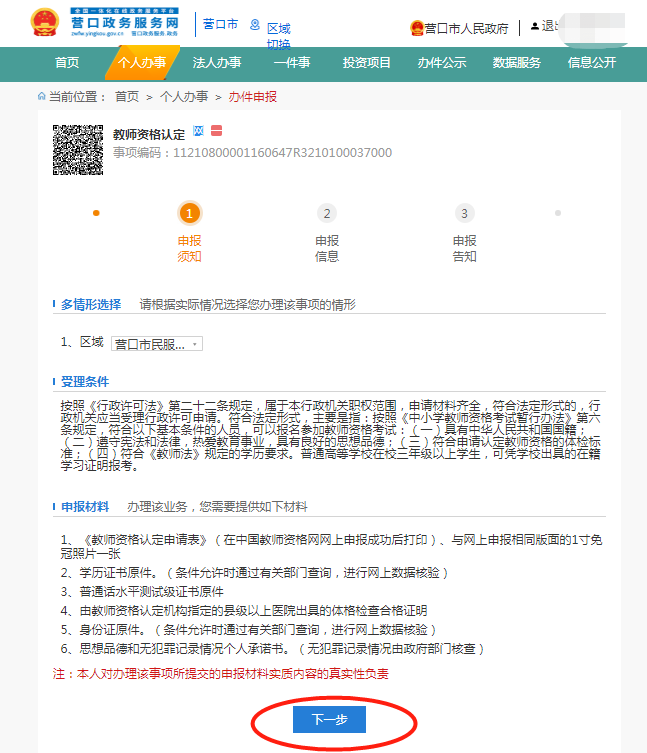 全国一体化在线政务服务平台
营口政务服务网
zwfw.yingkou.gov.cn 营口政务服务.政务
营口市
区域
切换
营口市人民政府
退出
首页 个人办事 法人办事 一件事 投资项目 办件公示 数据服务 信息公开
当前位置： 首页 > 个人办事 > 办件申报
教师资格认定 网
事项编码：11210800001160647R3210100037000
1 2 3
申报 申报 申报
须知 信息 告知
多情形选择 请根据实际情况选择您办理该事项的情形
1、区域 营口市民服...
受理条件
按照《行政许可法》第二十二条规定，属于本行政机关职权范围，申请材料齐全，符合法定形式的，行
政机关应当受理行政许可申请。符合法定形式，主要是指：按照《中小学教师资格考试暂行办法》第六
条规定，符合以下基本条件的人员，可以报名参加教师资格考试：（一）具有中华人民共和国国籍；
（二）遵守宪法和法律，热爱教育事业，具有良好的思想品德；（三）符合申请认定教师资格的体检标
准；（四）符合《教师法》规定的学历要求。普通高等学校在校三年级以上学生，可凭学校出具的在籍
学习证明报考。
申报材料 办理该业务，您需要提供如下材料
1、《教师资格认定申请表》（在中国教师资格网网上申报成功后打印）、与网上申报相同版面的1寸免
冠照片一张
2、学历证书原件。（条件允许时通过有关部门查询，进行网上数据核验）
3、普通话水平测试级证书原件
4、由教师资格认定机构指定的县级以上医院出具的体格检查合格证明
5、身份证原件。（条件允许时通过有关部门查询，进行网上数据核验）
6、思想品德和无犯罪记录情况个人承诺书。（无犯罪记录情况由政府部门核查）
注：本人对办理该事项所提交的申报材料实质内容的真实性负责
下一步